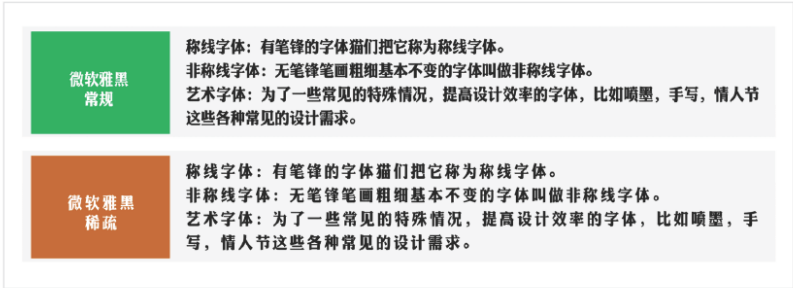 微软雅黑
常规
称线字体：有笔锋的字体猫们把它称为称线字体。
非称线字体：无笔锋笔画粗细基本不变的字体叫做非称线字体。
艺术字体：为了一些常见的特殊情况，提高设计效率的字体，比如喷墨，手写，情人节
这些各种常见的设计需求。
微软雅黑
稀疏
称线字体：有笔锋的字体猫们把它称为称线字体。
非称线字体：无笔锋笔画粗细基本不变的字体叫做非称线字体。
艺术字体：为了一些常见的特殊情况，提高设计效率的字体，比如喷墨，手
写，情人节这些各种常见的设计需求。